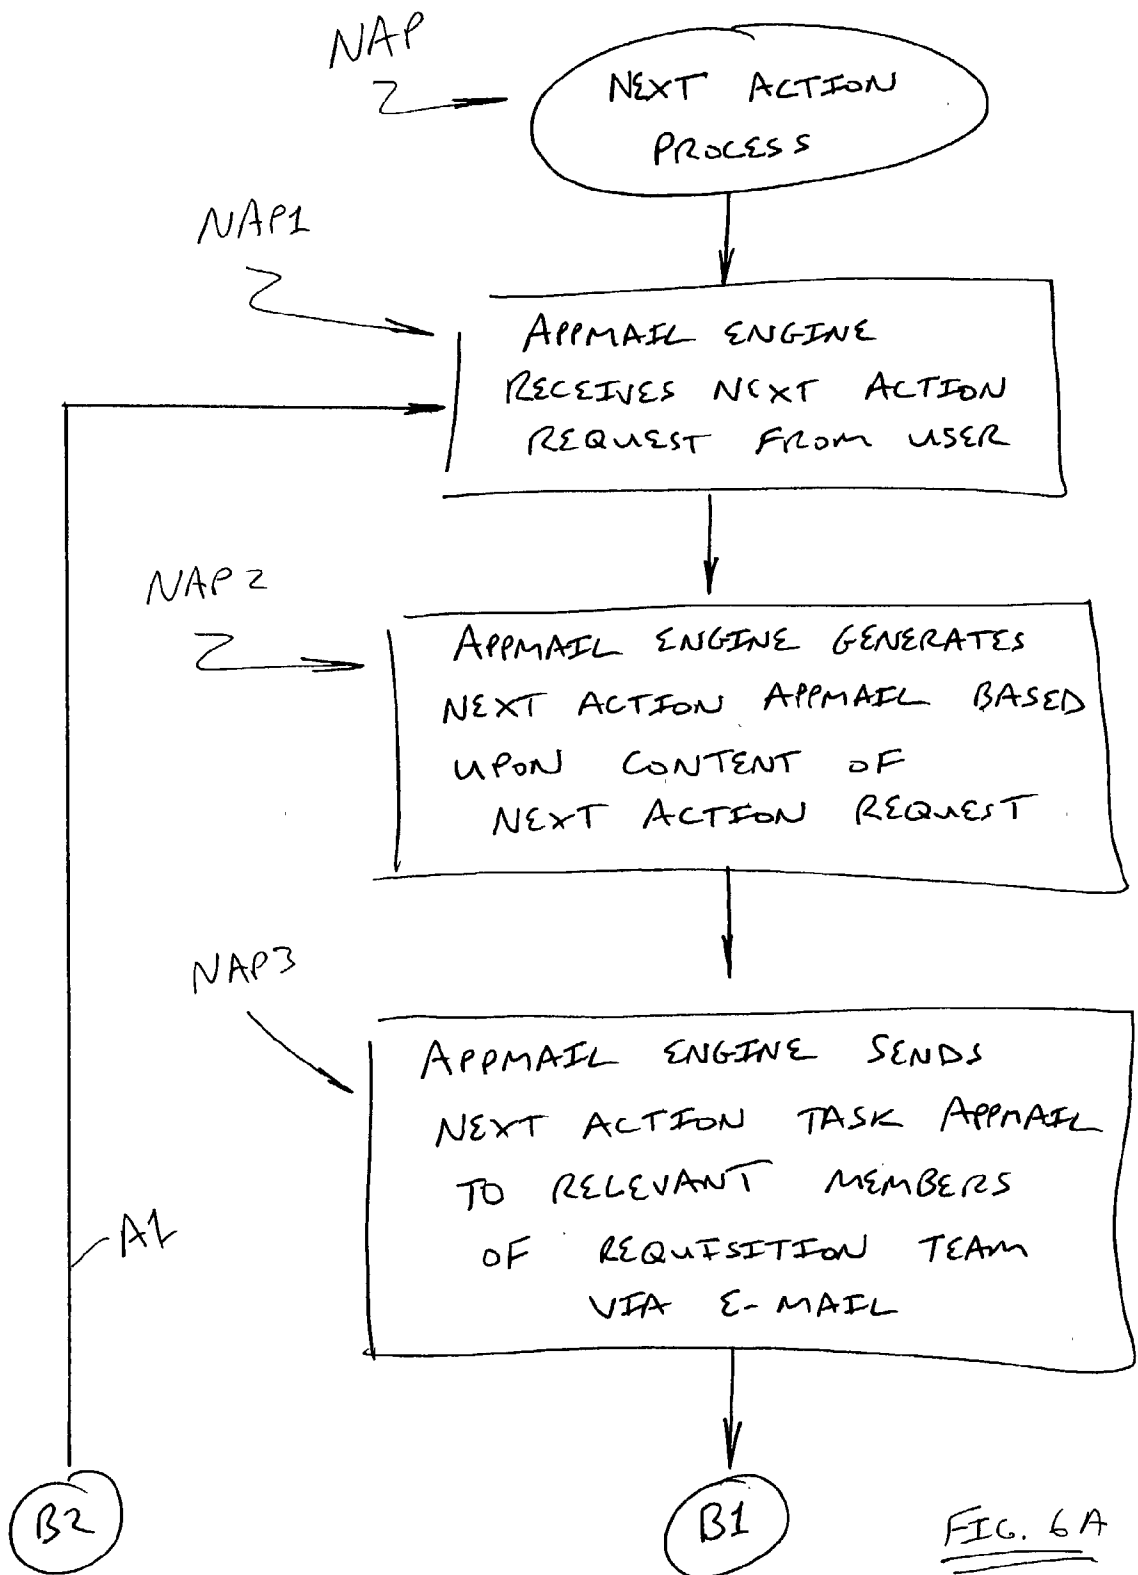 NAP
NEXT ACTION
PROCESS
NAP1
APPMAIL ENGINE
RECEIVES NEXT ACTION
REQUEST FROM USER
NAP2
APPMAIL ENGINE GENERATES
NEXT ACTION APPMAIL BASED
UPON CONTENT OF
NEXT ACTION REQUEST
NAP3
APPMAIL ENGINE SENDS
NEXT ACTION TASK APPMAIL
TO RELEVANT MEMBERS
OF REQUISITION TEAM
VIA E-MAIL
A1
B2
B1
FIG. 6A